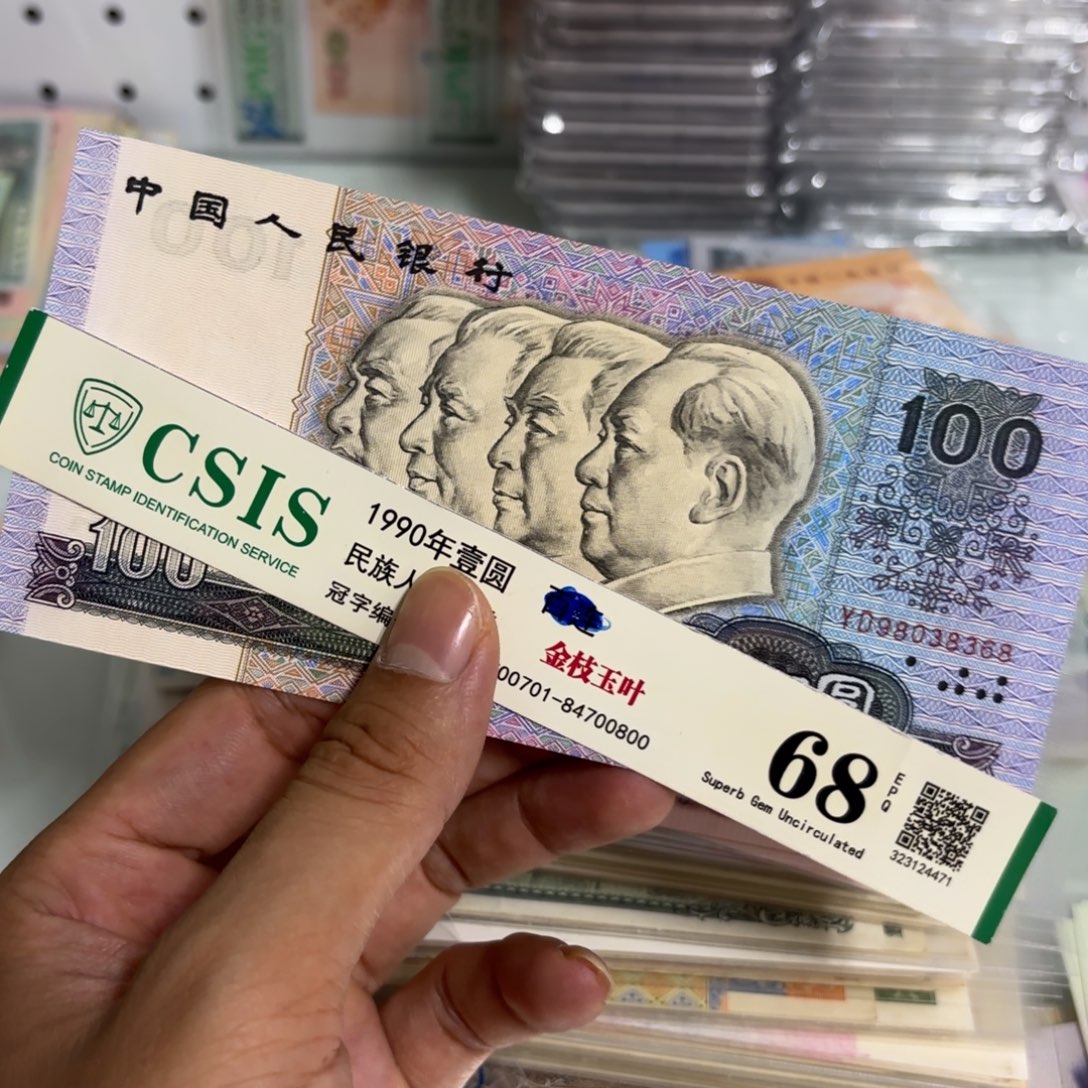 中国人民银行
100
100
100
YD98038368
圆
CSIS
COIN STAMP IDENTIFICATION SERVICE
1990年壹圆
民族人
冠字编
金枝玉叶
00701-84700800
68
EPQ
Superb Gem Uncirculated
323124471